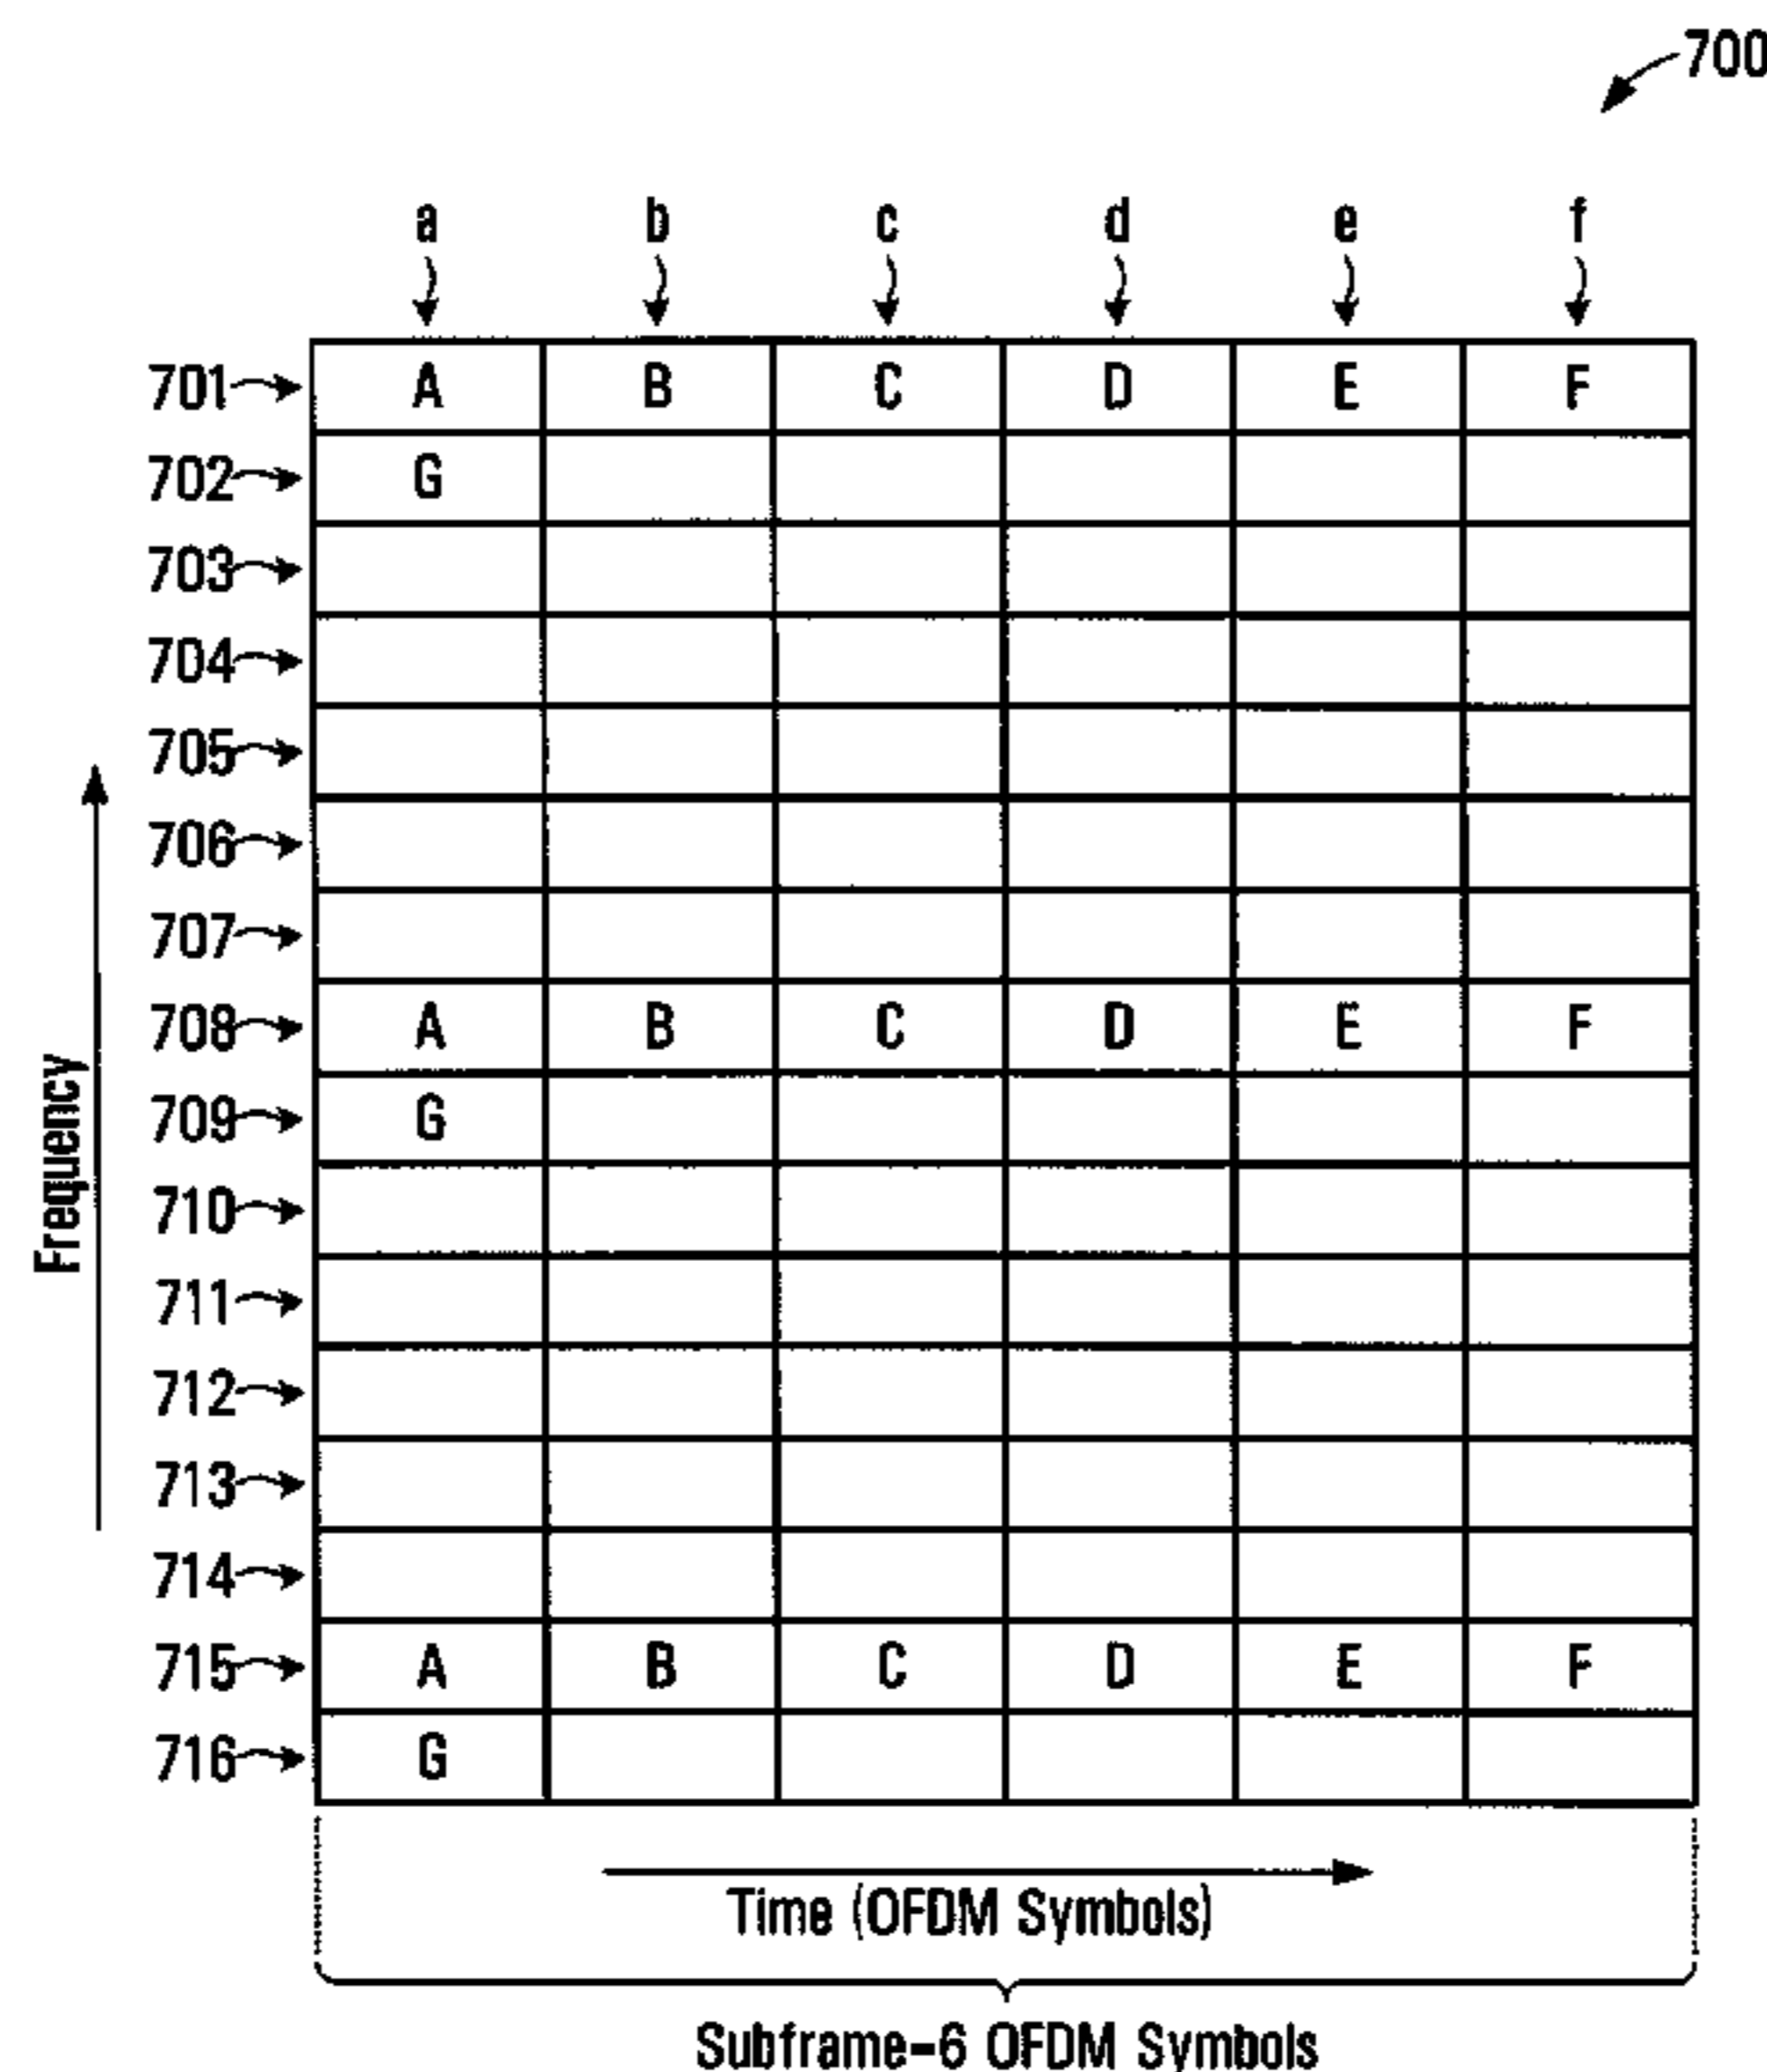 700
a b c d e f
701 A B C D E F
702 G
703
704
705
706
707
708 A B C D E F
709 G
710
711
712
713
714
715 A B C D E F
716 G
Frequency
Time (OFDM Symbols)
Subframe=6 OFDM Symbols